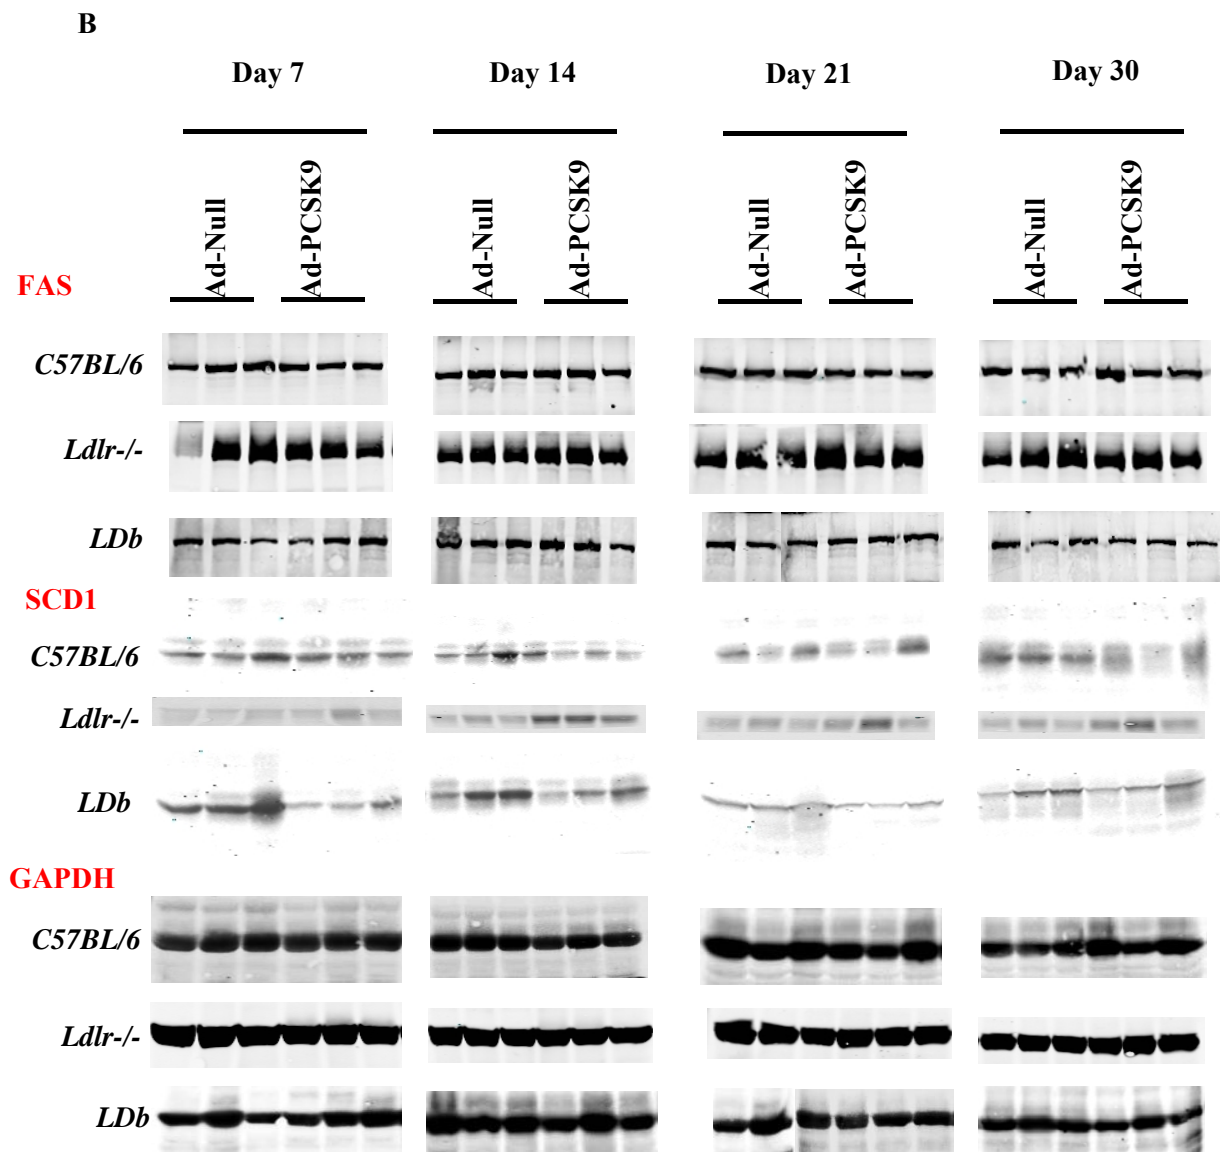 B
Day 7 Day 14 Day 21 Day 30
Ad-Null Ad-PCSK9 Ad-Null Ad-PCSK9 Ad-Null Ad-PCSK9 Ad-Null Ad-PCSK9
FAS
C57BL/6
Ldlr-/-
LDb
SCD1
C57BL/6
Ldlr-/-
LDb
GAPDH
C57BL/6
Ldlr-/-
LDb